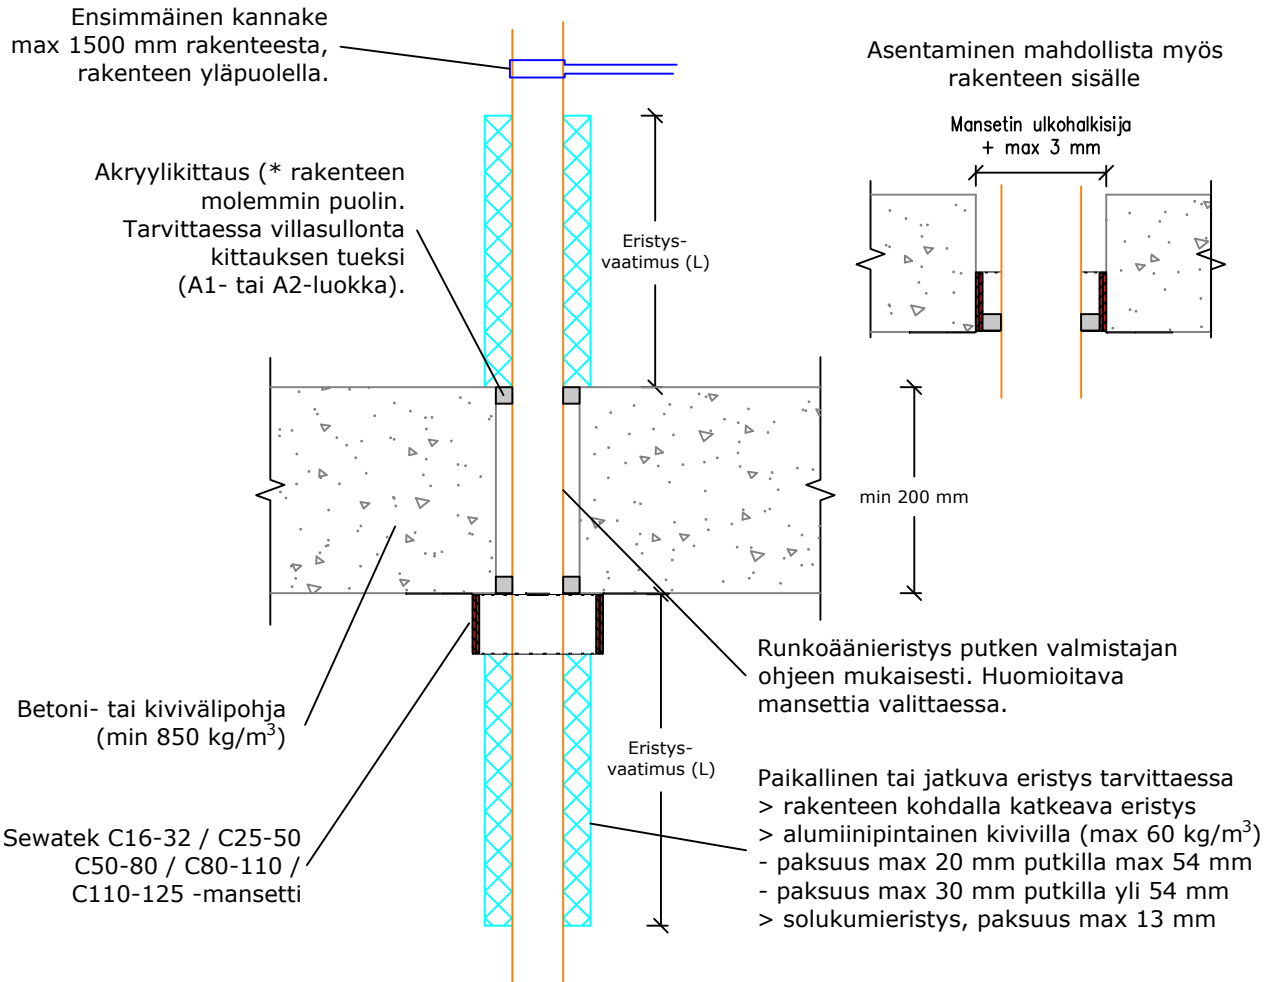 Ensimmäinen kannake
max 1500 mm rakenteesta,
rakenteen yläpuolella.
Asentaminen mahdollista myös
rakenteen sisälle
Mansetin ulkohalkisija
+ max 3 mm
Akryylikittaus (* rakenteen
molemmin puolin.
Tarvittaessa villasullonta
kittauksen tueksi
(A1- tai A2-luokka).
Eristys-
vaatimus (L)
min 200 mm
Runkoäänieristys putken valmistajan
ohjeen mukaisesti. Huomioitava
mansettia valittaessa.
Betoni- tai kivivälipohja
(min 850 kg/m³)
Eristys-
vaatimus (L)
Paikallinen tai jatkuva eristys tarvittaessa
> rakenteen kohdalla katkeava eristys
> alumiinipintainen kivivilla (max 60 kg/m³)
- paksuus max 20 mm putkilla max 54 mm
- paksuus max 30 mm putkilla yli 54 mm
> solukumieristys, paksuus max 13 mm
Sewatek C16-32 / C25-50
C50-80 / C80-110 /
C110-125 -mansetti